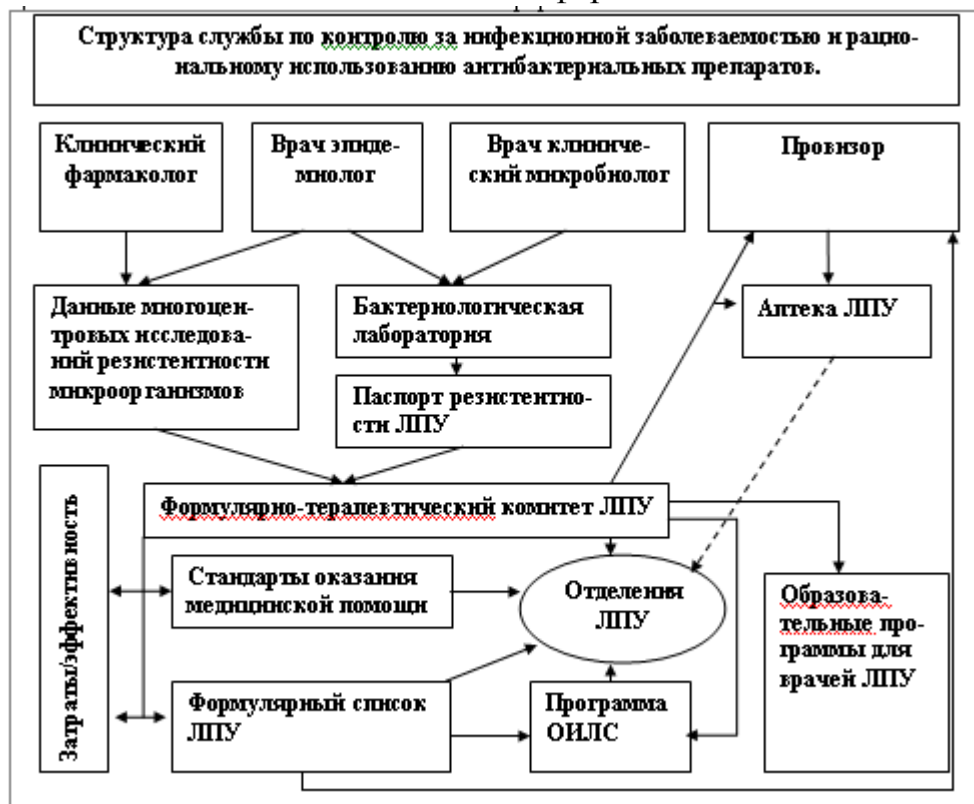 Структура службы по контролю за инфекционной заболеваемостью и рацио-
нальному использованию антибактериальных препаратов.
Клинический
фармаколог
Врач эпиде-
миолог
Врач клиниче-
ский микробиолог
Провизор
Данные многоцен-
тровых исследова-
ний резистентности
микроорганизмов
Бактериологическая
лаборатория
Аптека ЛПУ
Паспорт резистентно-
сти ЛПУ
Формулярно-терапевтический комитет ЛПУ
Затраты/эффективность
Стандарты оказания
медицинской помощи
Отделения
ЛПУ
Образова-
тельные про-
граммы для
врачей ЛПУ
Формулярный список
ЛПУ
Программа
ОИЛС